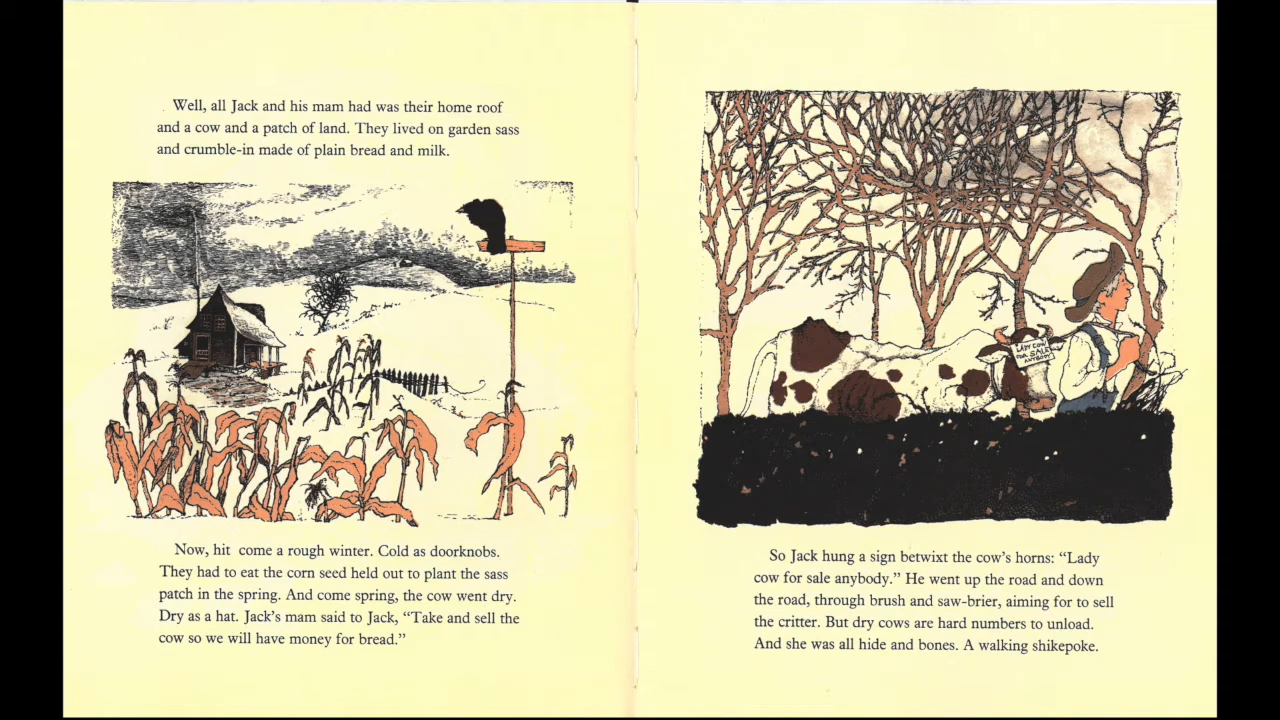 Well, all Jack and his mam had was their home roof
and a cow and a patch of land. They lived on garden sass
and crumble-in made of plain bread and milk.
Now, hit come a rough winter. Cold as doorknobs.
They had to eat the corn seed held out to plant the sass
patch in the spring. And come spring, the cow went dry.
Dry as a hat. Jack's mam said to Jack, “Take and sell the
cow so we will have money for bread.”
LADY COW
FOR SALE
ANYBODY
So Jack hung a sign betwixt the cow's horns: “Lady
cow for sale anybody.” He went up the road and down
the road, through brush and saw-brier, aiming for to sell
the critter. But dry cows are hard numbers to unload.
And she was all hide and bones. A walking shikepoke.